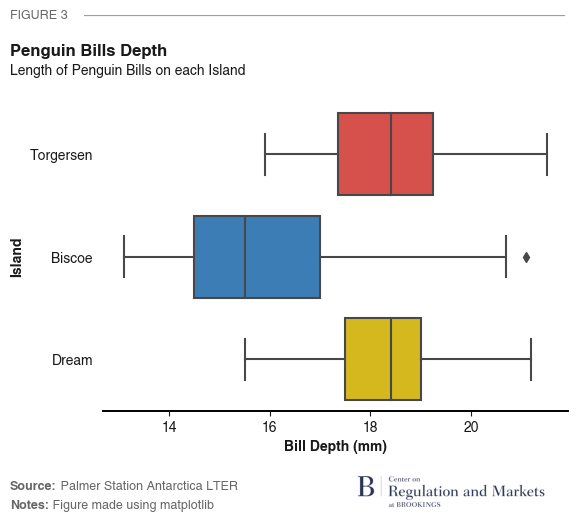 FIGURE 3
Penguin Bills Depth
Length of Penguin Bills on each Island
Torgersen
Island
Biscoe
Dream
14 16 18 20
Bill Depth (mm)
Source: Palmer Station Antarctica LTER
Notes: Figure made using matplotlib
B
Center on
Regulation and Markets
at BROOKINGS